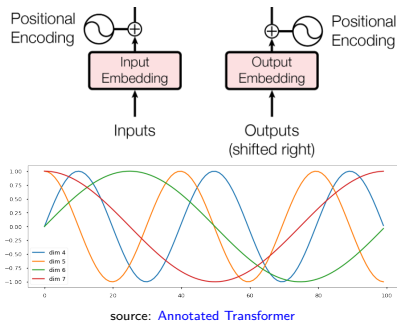 Positional Encoding
Positional Encoding
Input Embedding
Output Embedding
Inputs
Outputs (shifted right)
1.00
0.75
0.50
0.25
0.00
−0.25
−0.50
−0.75
−1.00
dim 4
dim 5
dim 6
dim 7
0
20
40
60
80
100
source: Annotated Transformer